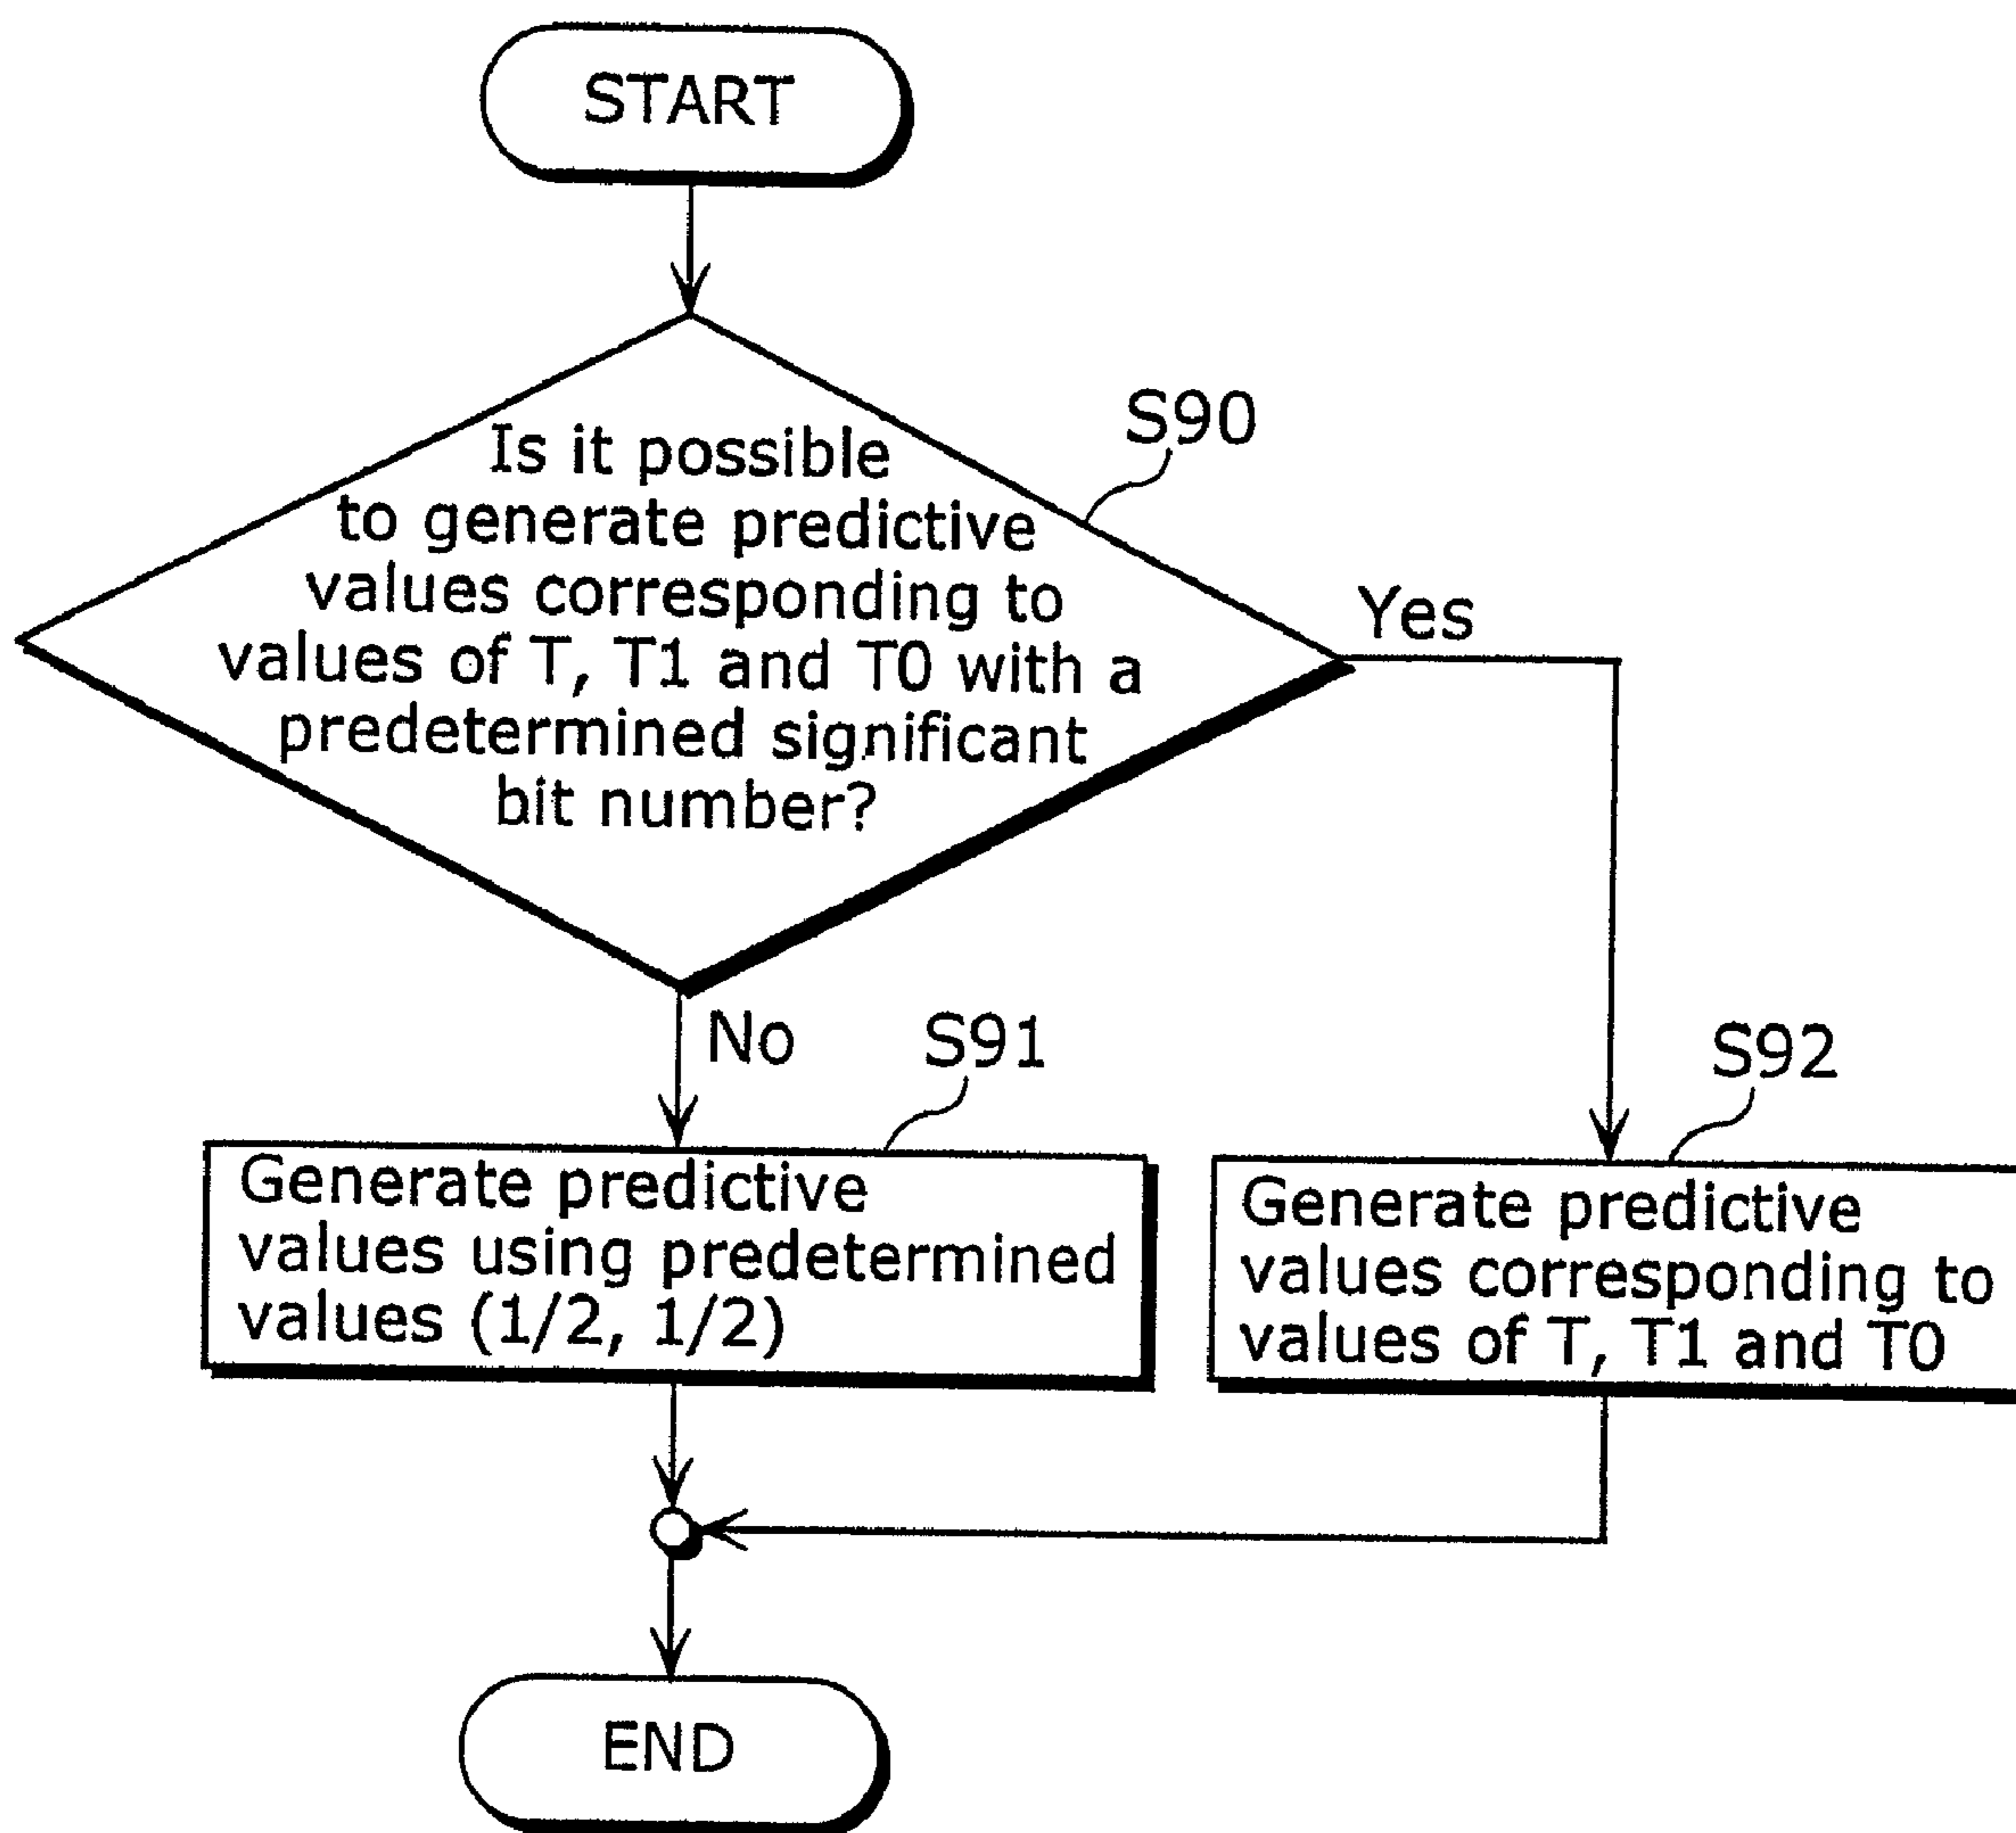 START
S90
Is it possible
to generate predictive
values corresponding to
values of T, T1 and T0 with a
predetermined significant
bit number?
Yes
No
S91
S92
Generate predictive
values using predetermined
values (1/2, 1/2)
Generate predictive
values corresponding to
values of T, T1 and T0
END